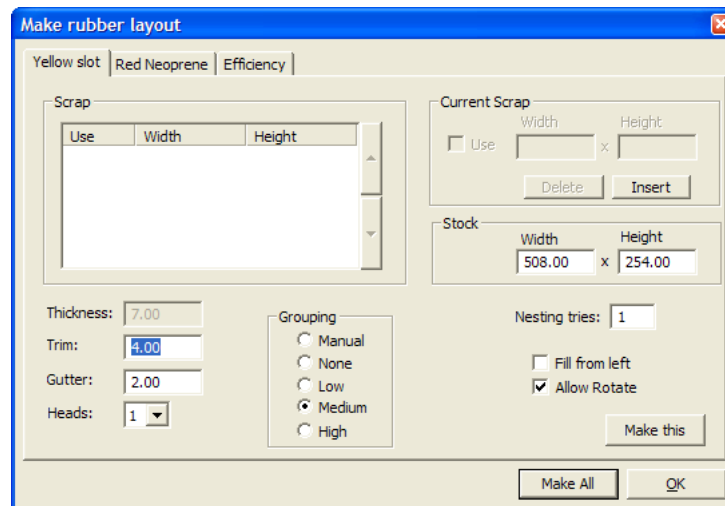 Make rubber layout
Yellow slot Red Neoprene Efficiency
Scrap
Use Width Height
Current Scrap
Width Height
Use x
Delete Insert
Stock
Width Height
508.00 x 254.00
Thickness: 7.00
Trim: 4.00
Gutter: 2.00
Heads: 1
Grouping
Manual
None
Low
Medium
High
Nesting tries: 1
Fill from left
Allow Rotate
Make this
Make All OK